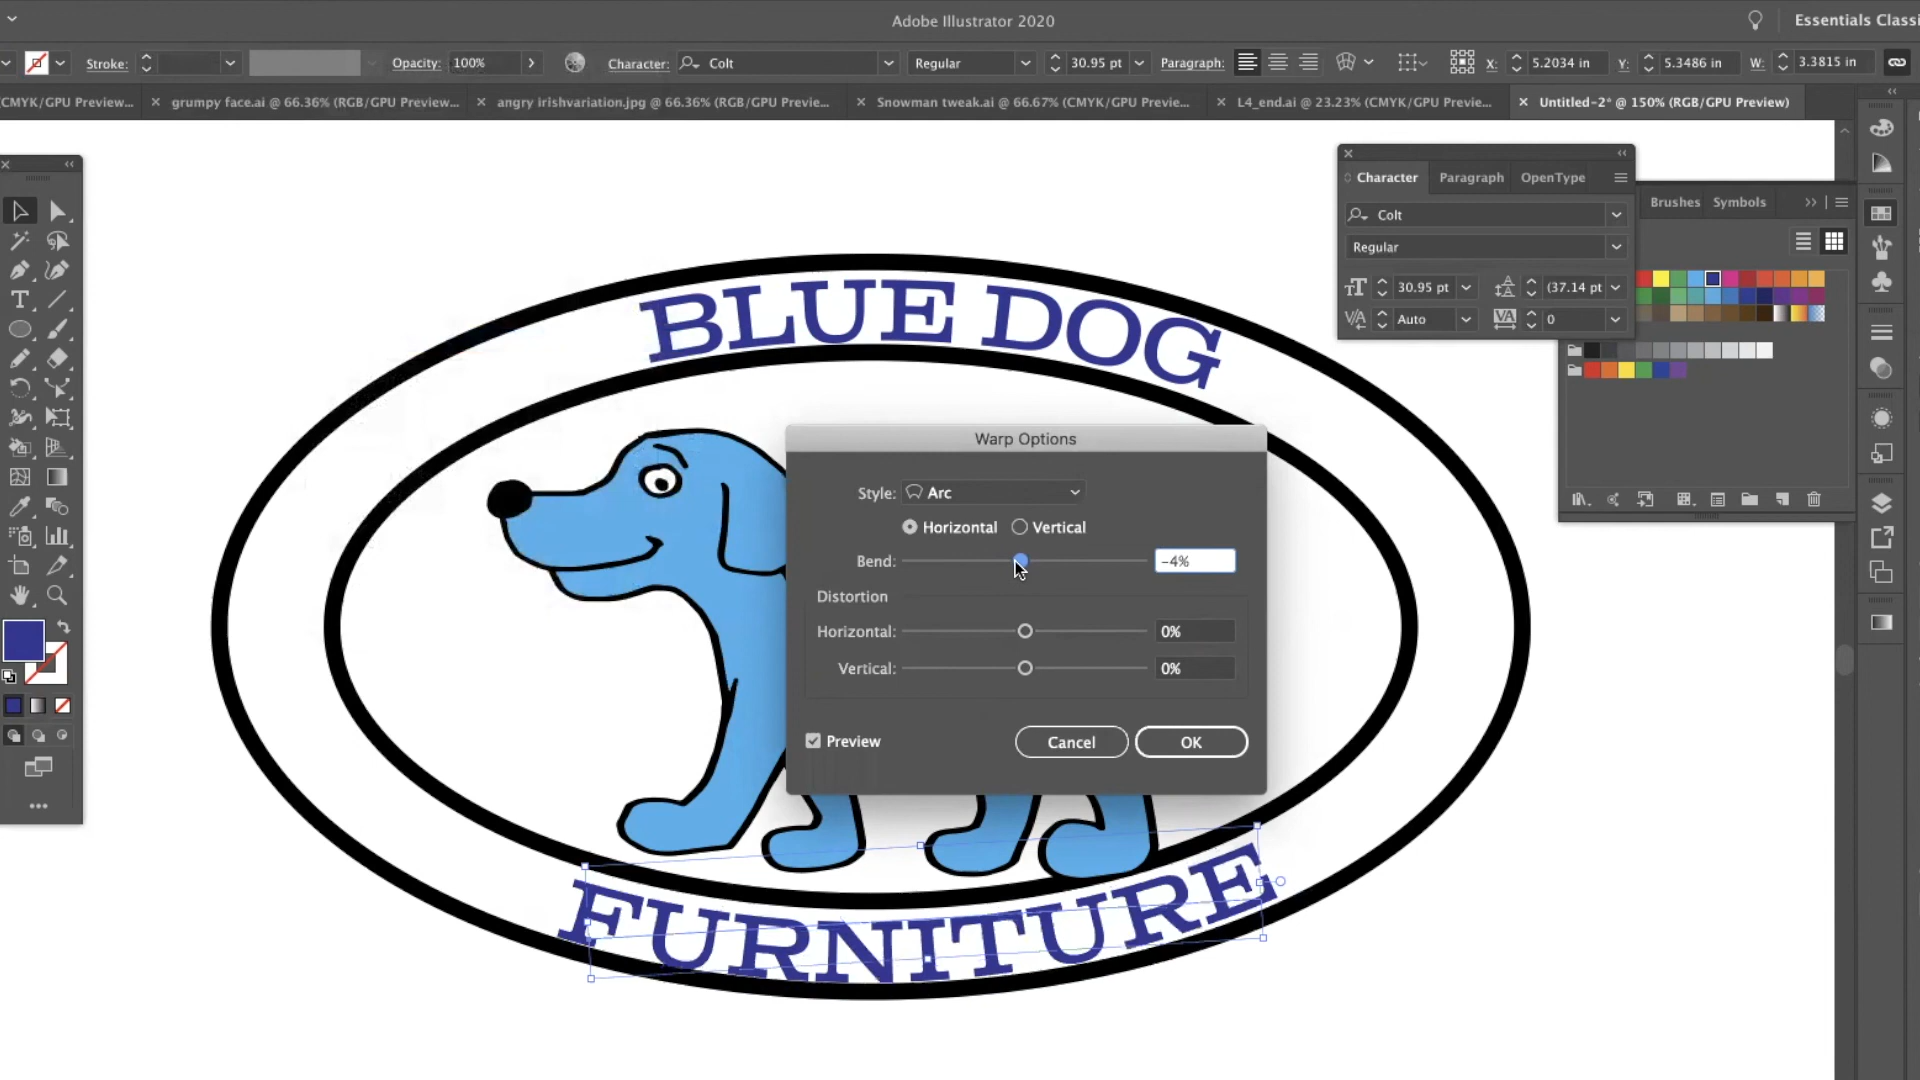 Adobe Illustrator 2020
Essentials Classi
Stroke:
Opacity: 100%
Character: Colt
Regular
30.95 pt
Paragraph:
X: 5.2034 in
Y: 5.3486 in
W: 3.3815 in
(CMYK/GPU Preview...
× grumpy face.ai @ 66.36% (RGB/GPU Preview...
× angry irishvariation.jpg @ 66.36% (RGB/GPU Previe...
× Snowman tweak.ai @ 66.67% (CMYK/GPU Previe...
× L4_end.ai @ 23.23% (CMYK/GPU Previe...
× Untitled-2* @ 150% (RGB/GPU Preview)
Character Paragraph OpenType
Colt
Regular
30.95 pt (37.14 pt
Auto 0
Brushes Symbols
BLUE DOG
Warp Options
Style: Arc
Horizontal Vertical
Bend: -4%
Distortion
Horizontal: 0%
Vertical: 0%
Preview Cancel OK
FURNITURE